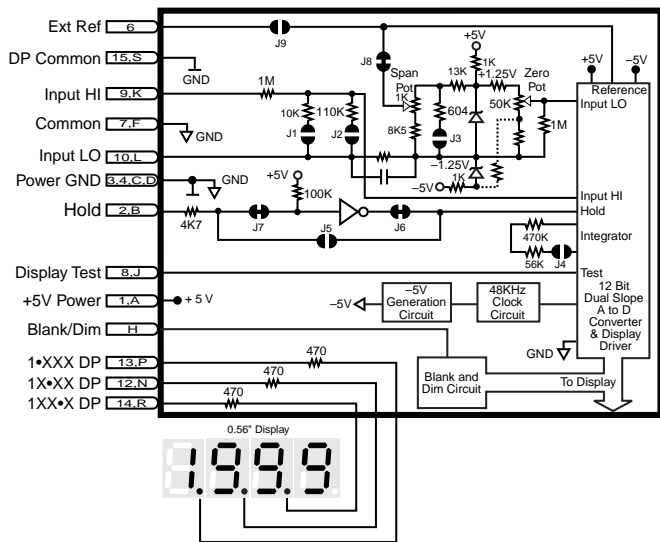 Ext Ref 6
J9
DP Common 15,S
GND
J8
+5V
1K
Input HI 9,K
1M
Span
Pot
1K
13K
+1.25V
Zero
Pot
50K
+5V
–5V
Reference
Input LO
10K
110K
604
1M
Common 7,F
GND
J1
J2
8K5
J3
Input LO 10,L
–1.25V
1K
Power GND 3,4,C,D
GND
+5V
–5V
Input HI
Hold 2,B
100K
Hold
4K7
J7
J6
J5
470K
Integrator
56K
J4
Display Test 8,J
Test
+5V Power 1,A
+ 5 V
–5V
–5V
Generation
Circuit
48KHz
Clock
Circuit
12 Bit
Dual Slope
A to D
Converter
& Display
Driver
Blank/Dim H
GND
1•XXX DP 13,P
470
1X•XX DP 12,N
470
Blank and
Dim Circuit
To Display
1XX•X DP 14,R
470
0.56" Display
1.9.9.9